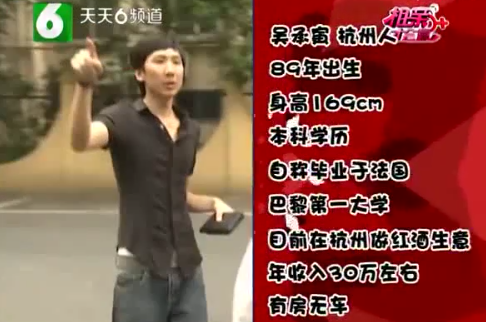 6 天天6频道
相亲
吴承寅 杭州人
89年出生
身高169cm
本科学历
自称毕业于法国
巴黎第一大学
目前在杭州做红酒生意
年收入30万左右
有房无车